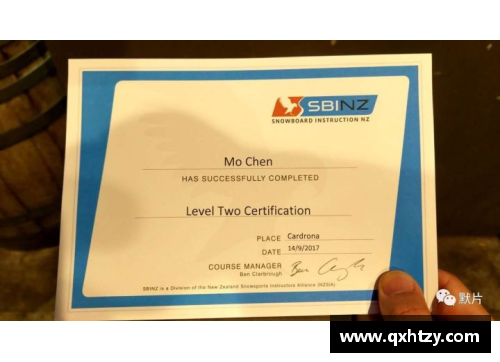 SBINZ
SNOWBOARD INSTRUCTION NZ
Mo Chen
HAS SUCCESSFULLY COMPLETED
Level Two Certification
PLACE Cardrona
DATE 14/9/2017
COURSE MANAGER
Ben Clarbrough
SBINZ is a Division of the New Zealand Snowsports Instructors Alliance (NZSIA)
默片
www.qxhtzy.com